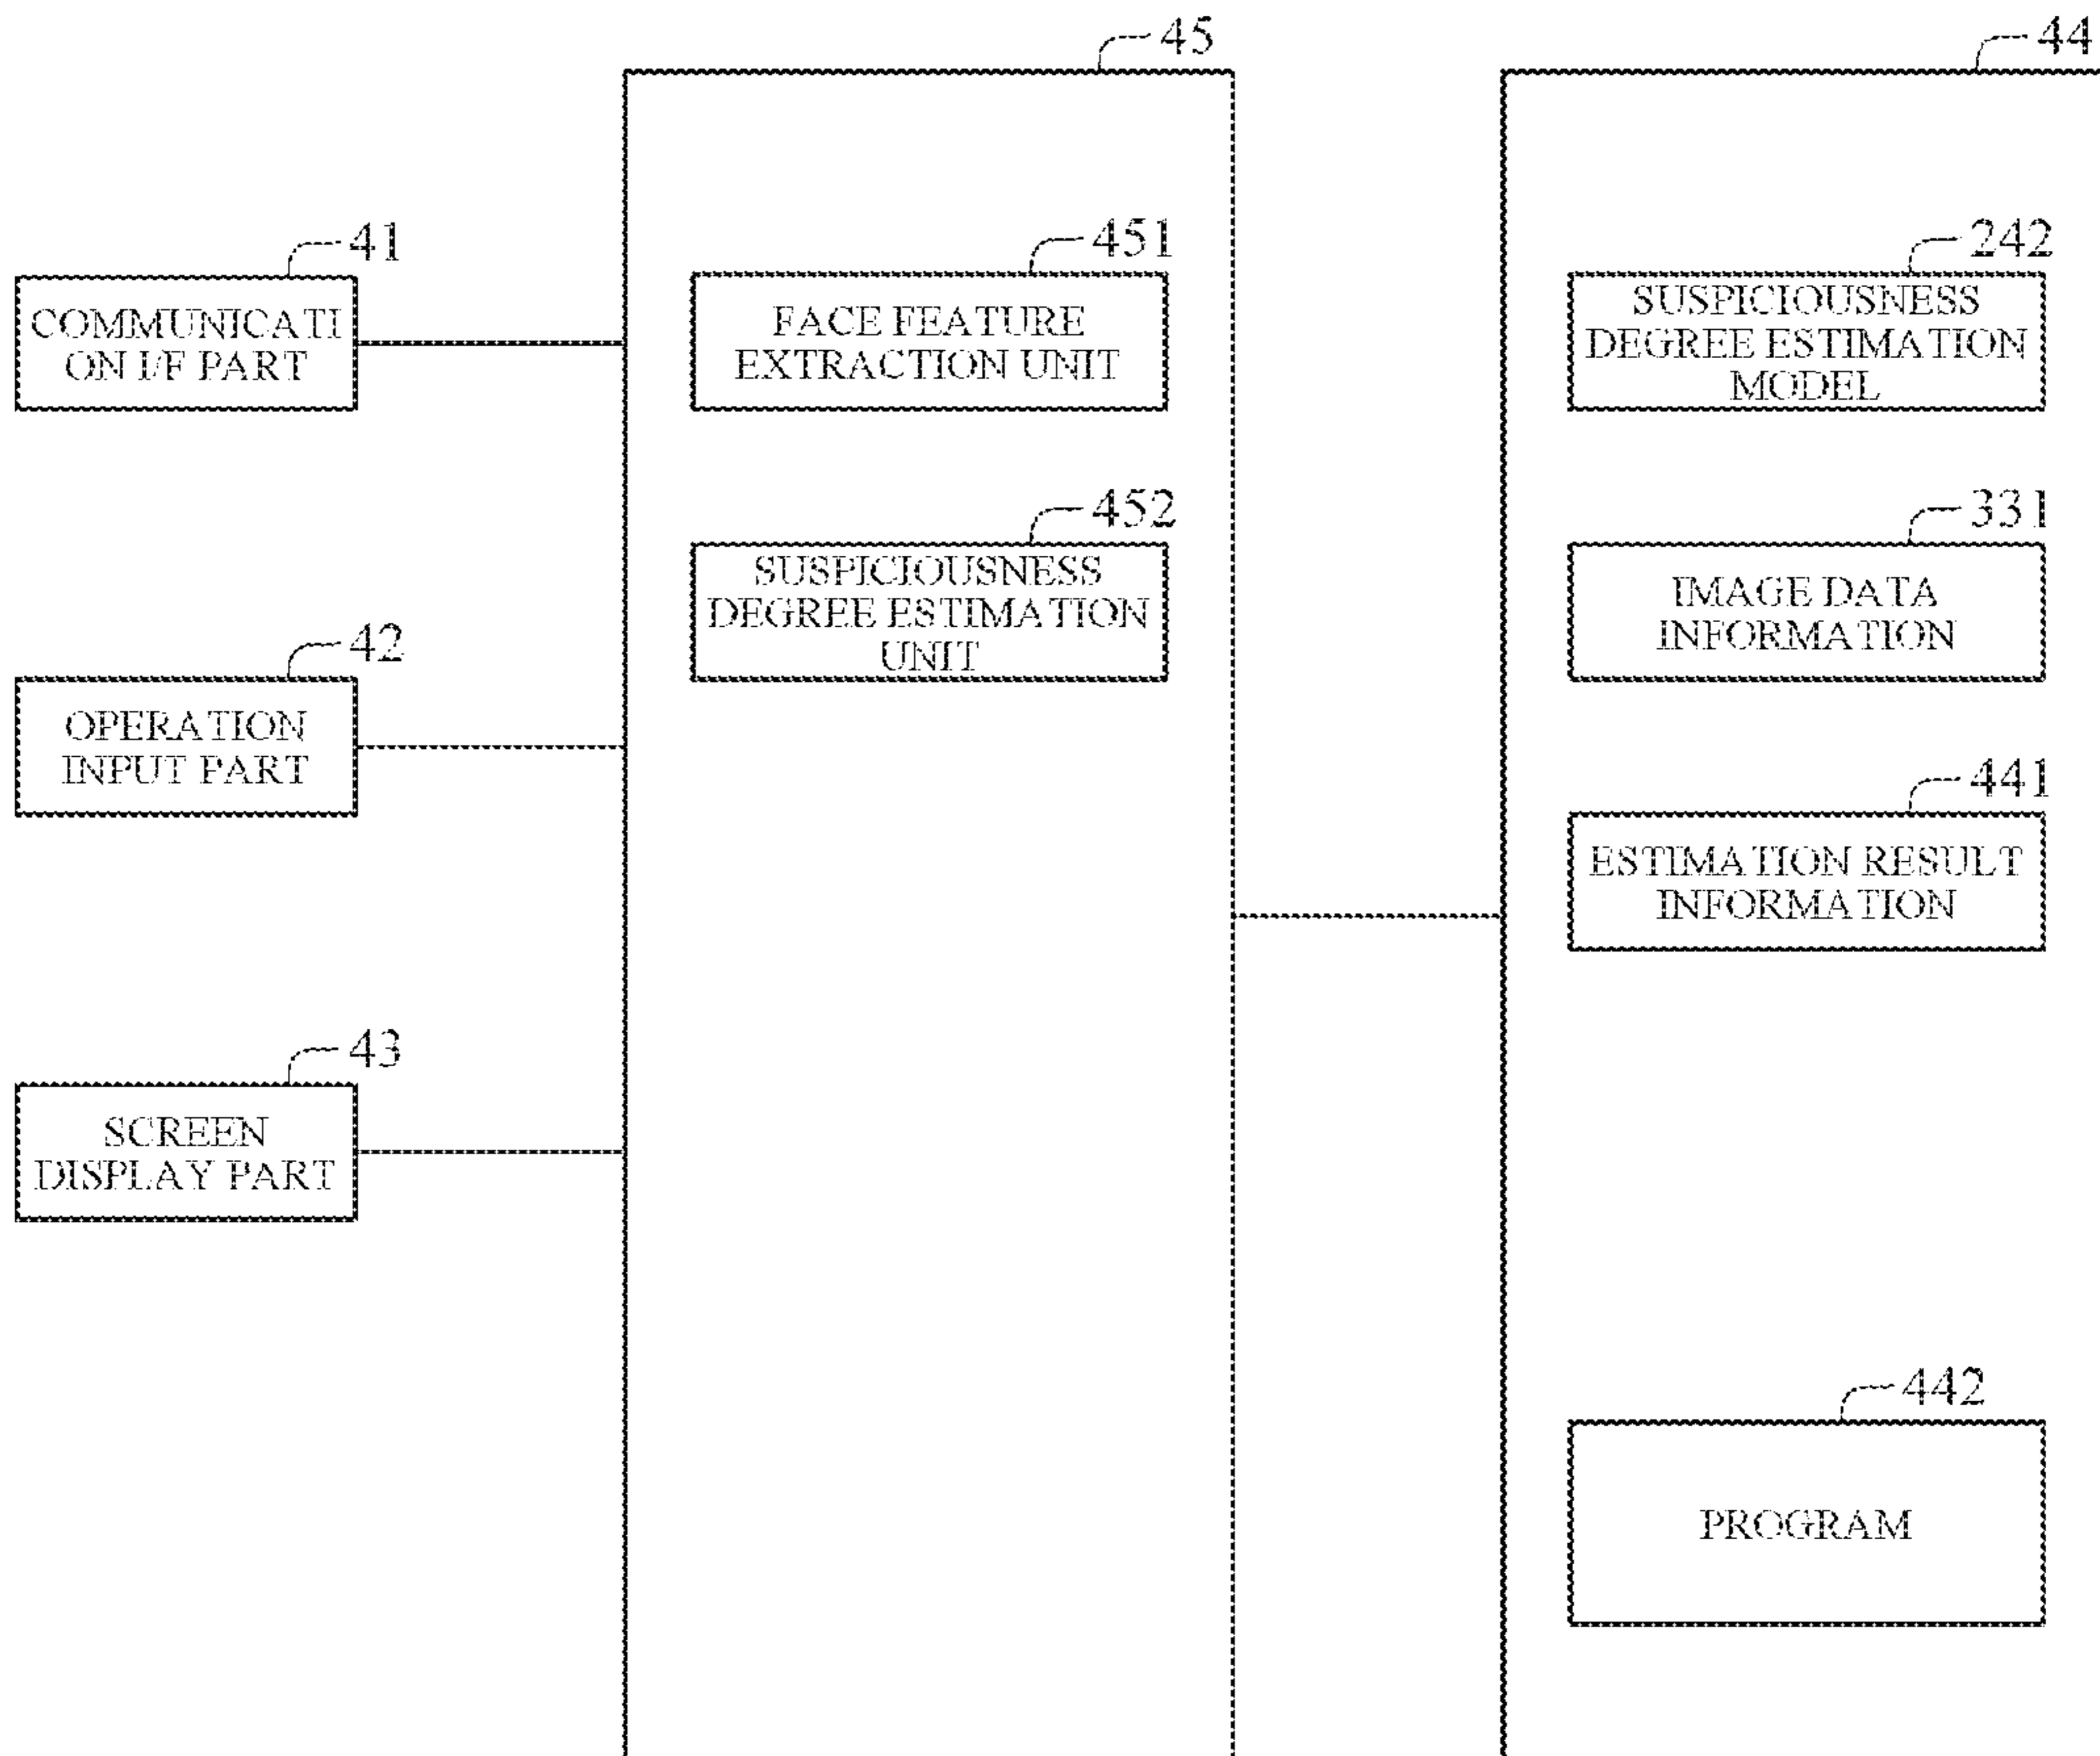 45
44
41
COMMUNICATI
ON I/F PART
451
FACE FEATURE
EXTRACTION UNIT
242
SUSPICIOUSNESS
DEGREE ESTIMATION
MODEL
452
SUSPICIOUSNESS
DEGREE ESTIMATION
UNIT
331
IMAGE DATA
INFORMATION
42
OPERATION
INPUT PART
441
ESTIMATION RESULT
INFORMATION
43
SCREEN
DISPLAY PART
442
PROGRAM